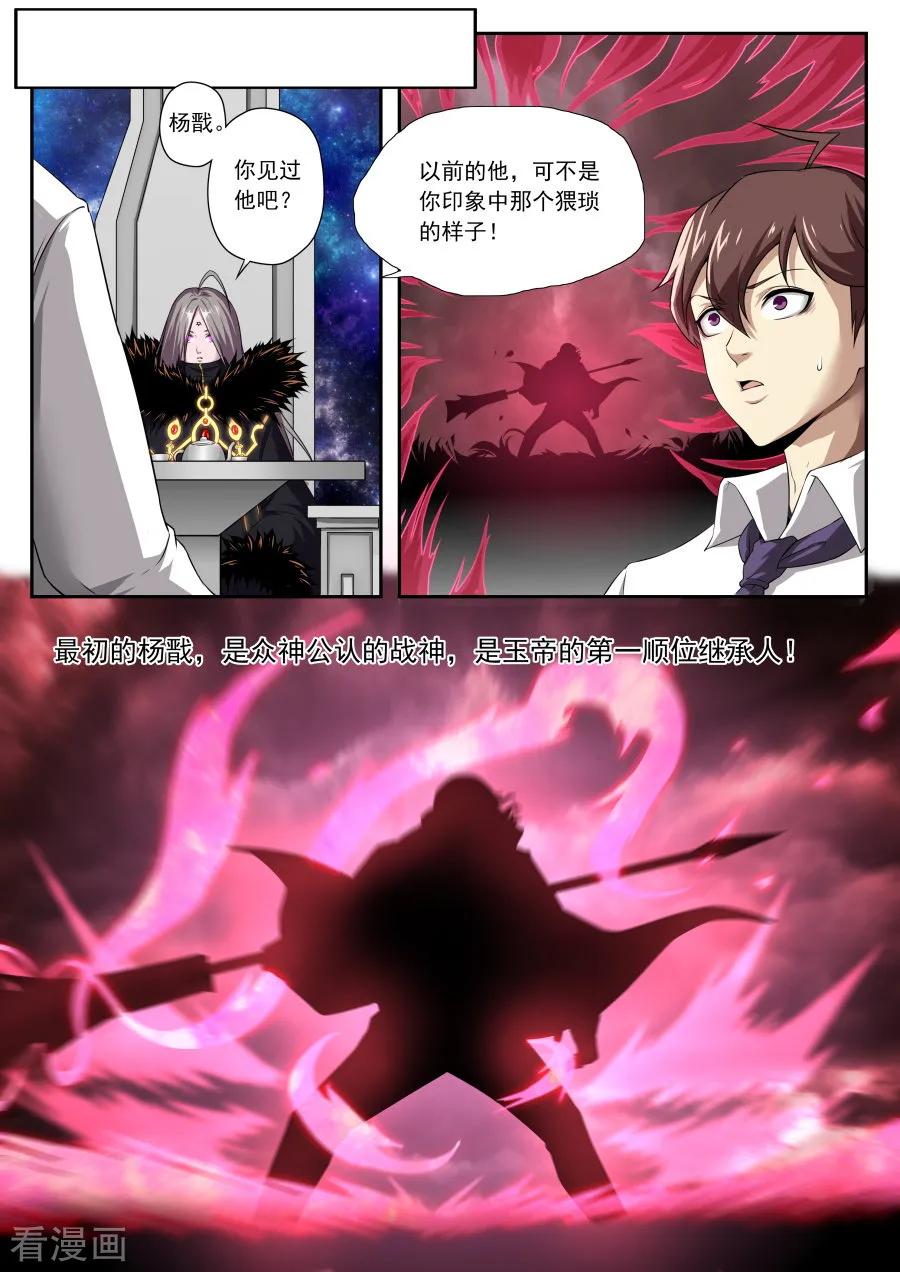 杨戬。
你见过
他吧？
以前的他，可不是
你印象中那个猥琐
的样子！
最初的杨戬，是众神公认的战神，是玉帝的第一顺位继承人！
看漫画